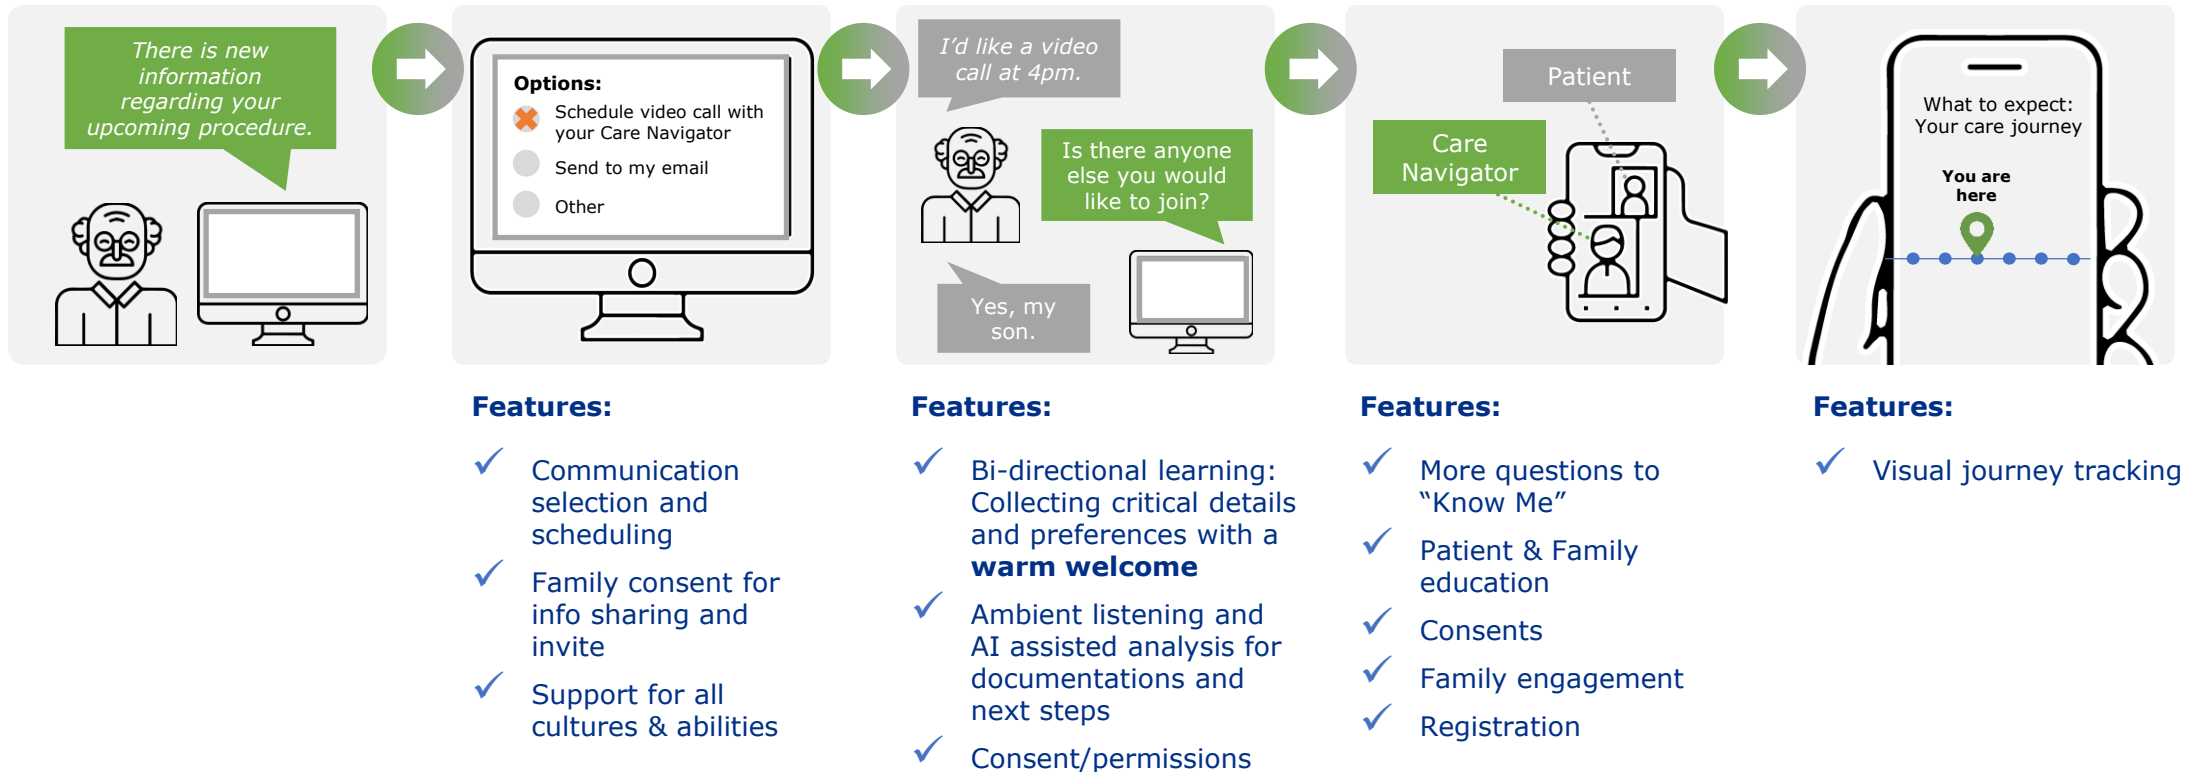 There is new
information
regarding your
upcoming procedure.
Options:
Schedule video call with
your Care Navigator
Send to my email
Other
I’d like a video
call at 4pm.
Is there anyone
else you would
like to join?
Yes, my
son.
Patient
Care
Navigator
What to expect:
Your care journey
You are
here
Features:
Communication
selection and
scheduling
Family consent for
info sharing and
invite
Support for all
cultures & abilities
Features:
Bi-directional learning:
Collecting critical details
and preferences with a
warm welcome
Ambient listening and
AI assisted analysis for
documentations and
next steps
Consent/permissions
Features:
More questions to
“Know Me”
Patient & Family
education
Consents
Family engagement
Registration
Features:
Visual journey tracking